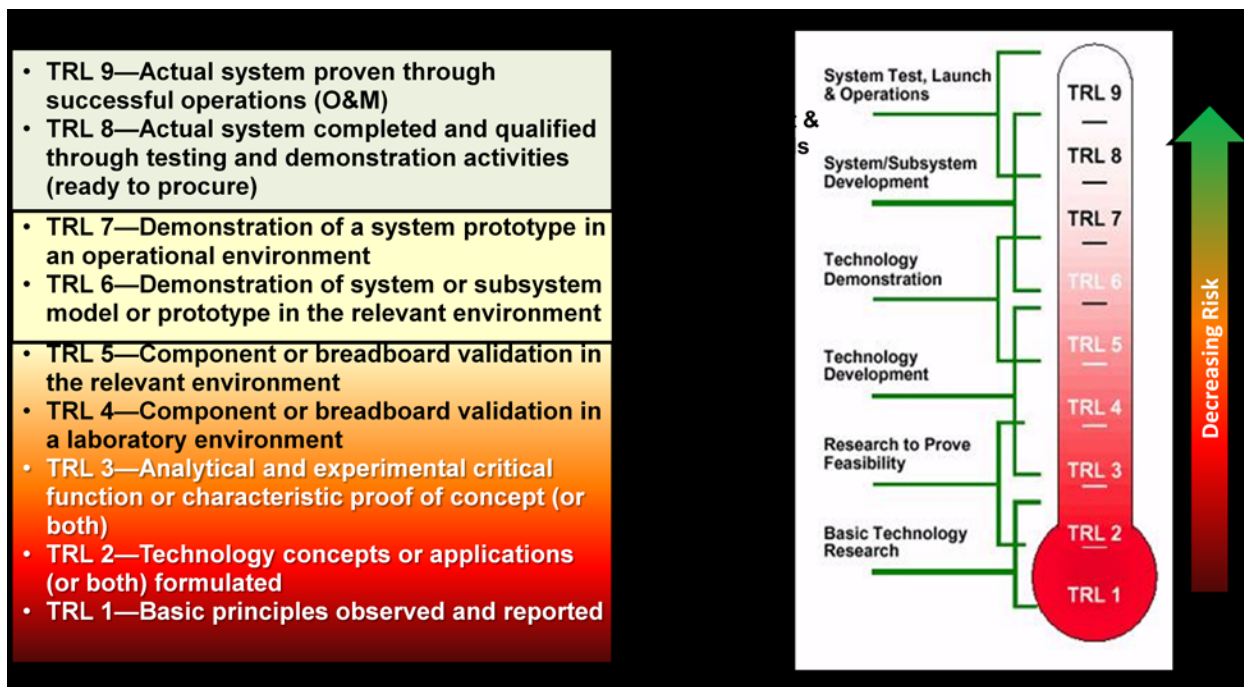 • TRL 9—Actual system proven through
successful operations (O&M)
• TRL 8—Actual system completed and qualified
through testing and demonstration activities
(ready to procure)
• TRL 7—Demonstration of a system prototype in
an operational environment
• TRL 6—Demonstration of system or subsystem
model or prototype in the relevant environment
• TRL 5—Component or breadboard validation in
the relevant environment
• TRL 4—Component or breadboard validation in
a laboratory environment
• TRL 3—Analytical and experimental critical
function or characteristic proof of concept (or
both)
• TRL 2—Technology concepts or applications
(or both) formulated
• TRL 1—Basic principles observed and reported
&
s
System Test, Launch
& Operations
System/Subsystem
Development
Technology
Demonstration
Technology
Development
Research to Prove
Feasibility
Basic Technology
Research
TRL 9
TRL 8
TRL 7
TRL 6
TRL 5
TRL 4
TRL 3
TRL 2
TRL 1
Decreasing Risk